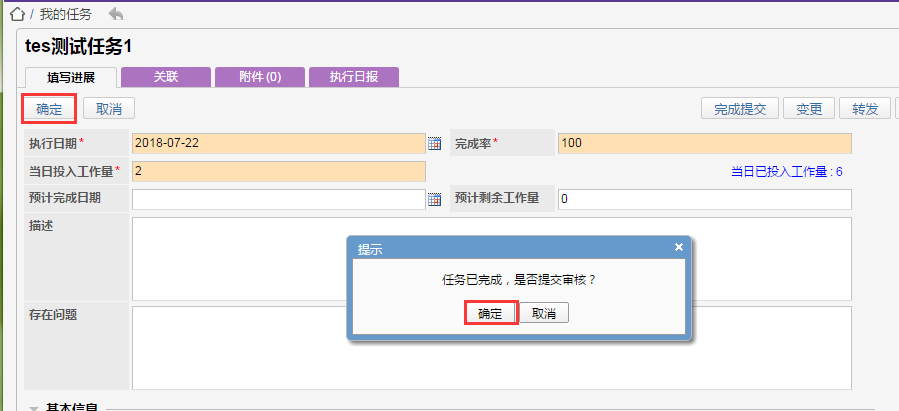 / 我的任务
tes测试任务1
填写进展 关联 附件(0) 执行日报
确定 取消 完成提交 变更 转发
执行日期* 2018-07-22 完成率* 100
当日投入工作量* 2 当日已投入工作量 : 6
预计完成日期 预计剩余工作量 0
描述
提示
任务已完成，是否提交审核？
确定 取消
存在问题
基本信息